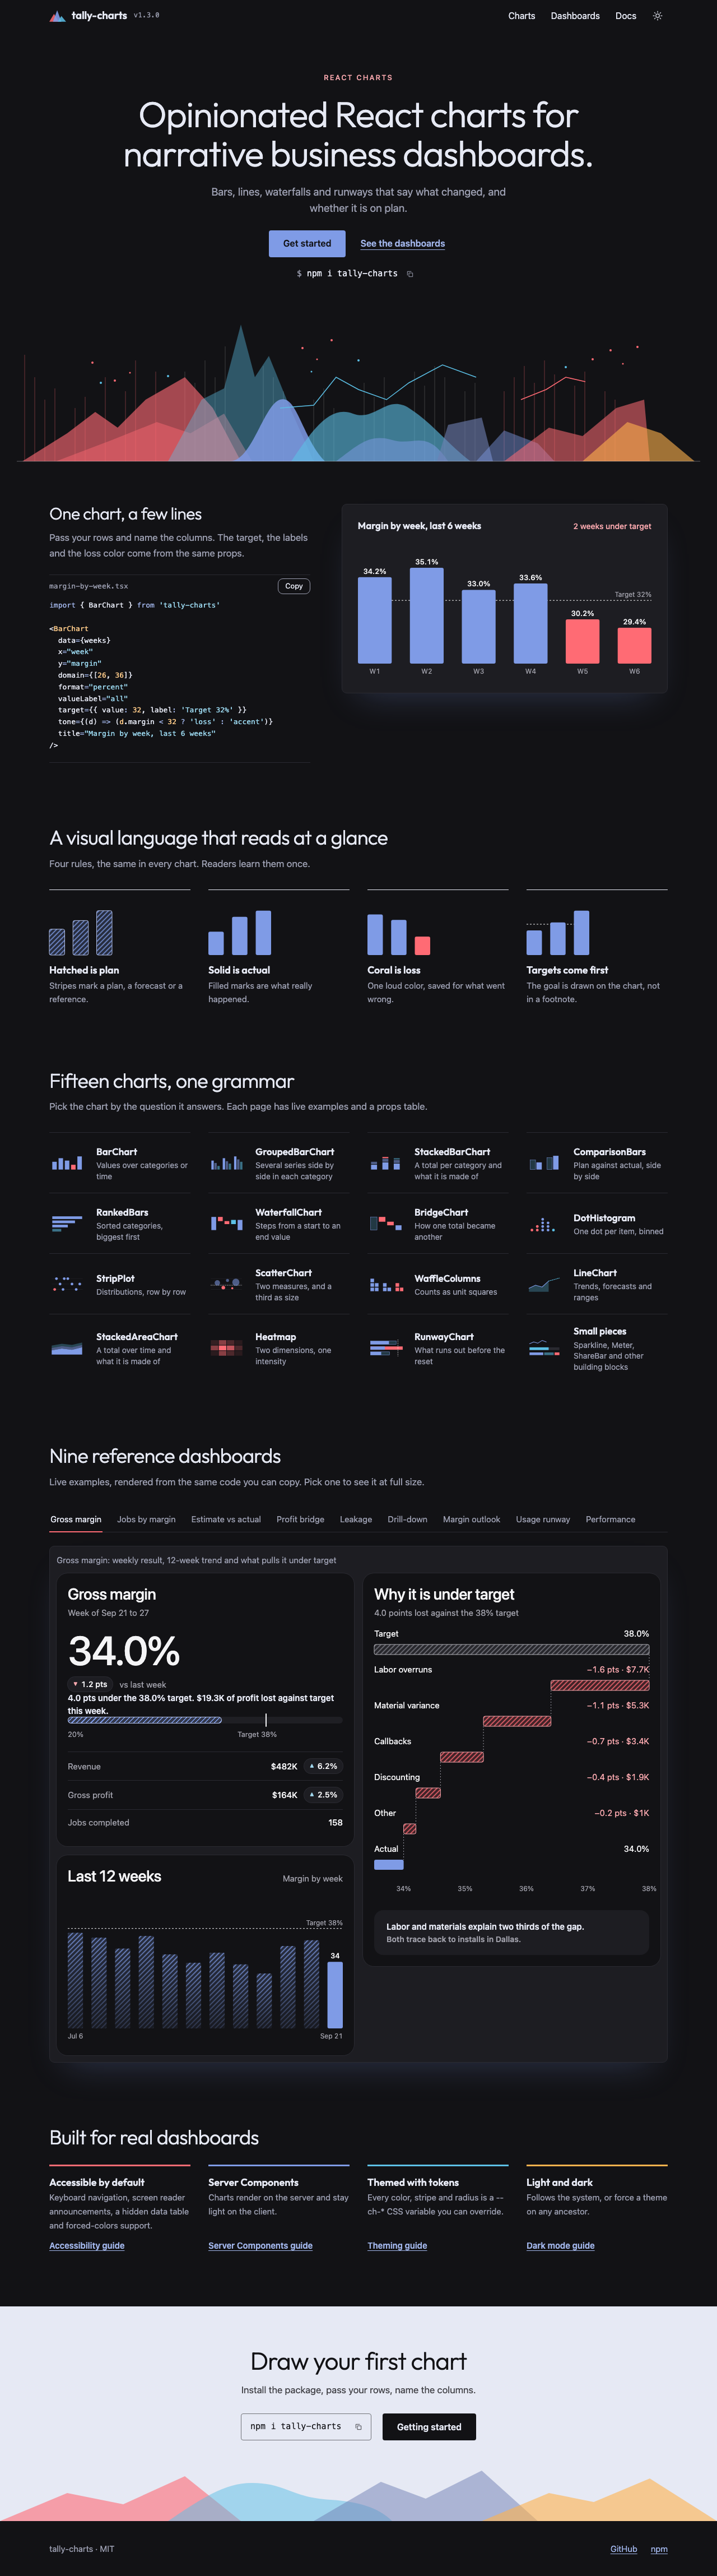 tally-charts v1.3.0
Charts Dashboards Docs
REACT CHARTS
Opinionated React charts for
narrative business dashboards.
Bars, lines, waterfalls and runways that say what changed, and
whether it is on plan.
Get started See the dashboards
$ npm i tally-charts
One chart, a few lines
Pass your rows and name the columns. The target, the labels
and the loss color come from the same props.
margin-by-week.tsx Copy
import { BarChart } from 'tally-charts'
<BarChart
data={weeks}
x="week"
y="margin"
domain={[26, 36]}
format="percent"
valueLabel="all"
target={{ value: 32, label: 'Target 32%' }}
tone={(d) => (d.margin < 32 ? 'loss' : 'accent')}
title="Margin by week, last 6 weeks"
/>
Margin by week, last 6 weeks 2 weeks under target
34.2% 35.1% 33.0% 33.6% 30.2% 29.4%
Target 32%
W1 W2 W3 W4 W5 W6
A visual language that reads at a glance
Four rules, the same in every chart. Readers learn them once.
Hatched is plan
Stripes mark a plan, a forecast or a
reference.
Solid is actual
Filled marks are what really
happened.
Coral is loss
One loud color, saved for what went
wrong.
Targets come first
The goal is drawn on the chart, not
in a footnote.
Fifteen charts, one grammar
Pick the chart by the question it answers. Each page has live examples and a props table.
BarChart
Values over categories or
time
GroupedBarChart
Several series side by
side in each category
StackedBarChart
A total per category and
what it is made of
ComparisonBars
Plan against actual, side
by side
RankedBars
Sorted categories,
biggest first
WaterfallChart
Steps from a start to an
end value
BridgeChart
How one total became
another
DotHistogram
One dot per item, binned
StripPlot
Distributions, row by row
ScatterChart
Two measures, and a
third as size
WaffleColumns
Counts as unit squares
LineChart
Trends, forecasts and
ranges
StackedAreaChart
A total over time and
what it is made of
Heatmap
Two dimensions, one
intensity
RunwayChart
What runs out before the
reset
Small pieces
Sparkline, Meter,
ShareBar and other
building blocks
Nine reference dashboards
Live examples, rendered from the same code you can copy. Pick one to see it at full size.
Gross margin Jobs by margin Estimate vs actual Profit bridge Leakage Drill-down Margin outlook Usage runway Performance
Gross margin: weekly result, 12-week trend and what pulls it under target
Gross margin
Week of Sep 21 to 27
34.0%
▼ 1.2 pts vs last week
4.0 pts under the 38.0% target. $19.3K of profit lost against target
this week.
20% Target 38%
Revenue $482K ▲ 6.2%
Gross profit $164K ▲ 2.5%
Jobs completed 158
Last 12 weeks Margin by week
Target 38%
34
Jul 6 Sep 21
Why it is under target
4.0 points lost against the 38% target
Target 38.0%
Labor overruns −1.6 pts · $7.7K
Material variance −1.1 pts · $5.3K
Callbacks −0.7 pts · $3.4K
Discounting −0.4 pts · $1.9K
Other −0.2 pts · $1K
Actual 34.0%
34% 35% 36% 37% 38%
Labor and materials explain two thirds of the gap.
Both trace back to installs in Dallas.
Built for real dashboards
Accessible by default
Keyboard navigation, screen reader
announcements, a hidden data table
and forced-colors support.
Accessibility guide
Server Components
Charts render on the server and stay
light on the client.
Server Components guide
Themed with tokens
Every color, stripe and radius is a --
ch-* CSS variable you can override.
Theming guide
Light and dark
Follows the system, or force a theme
on any ancestor.
Dark mode guide
Draw your first chart
Install the package, pass your rows, name the columns.
npm i tally-charts Getting started
tally-charts · MIT GitHub npm